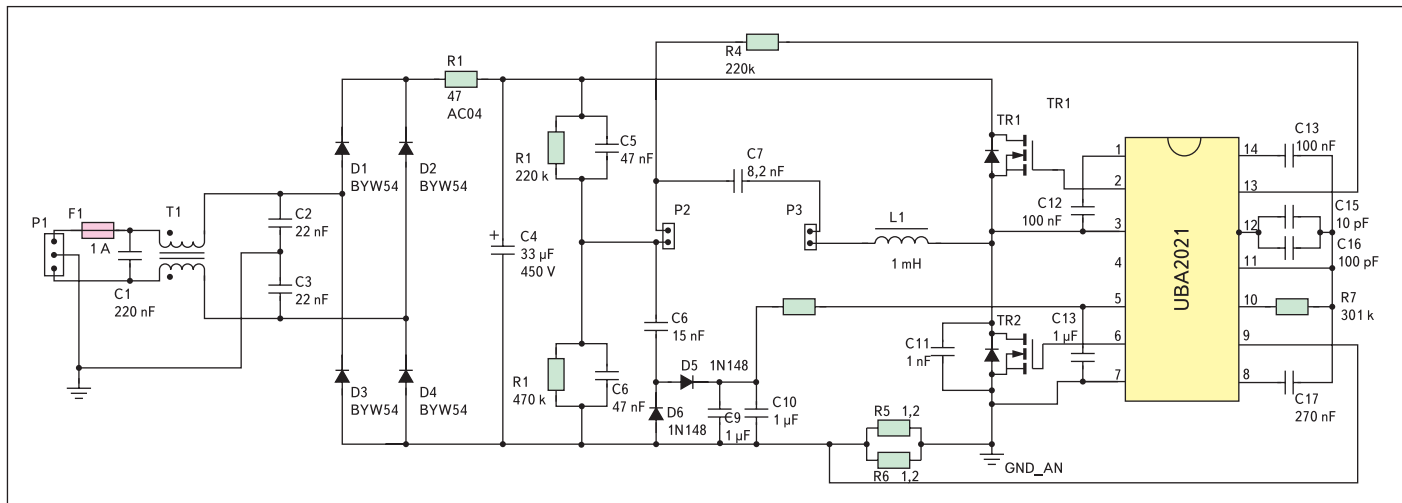 R4
220k
R1
47
AC04
TR1
TR1
C5
47 nF
R1
220 k
C7
8,2 nF
1
2
3
4
5
6
7
14
13
12
11
10
9
8
UBA2021
C13
100 nF
C15
10 pF
C16
100 pF
R7
301 k
C17
270 nF
C12
100 nF
D1
BYW54
D2
BYW54
P1
F1
1 A
T1
C2
22 nF
C3
22 nF
C1
220 nF
+
C4
33 µF
450 V
P2
P3
L1
1 mH
C6
15 nF
D5
1N148
C11
1 nF
TR2
C13
1 µF
D3
BYW54
D4
BYW54
R1
470 k
C6
47 nF
D6
1N148
C9
1 µF
C10
1 µF
R5 1,2
R6 1,2
GND_AN